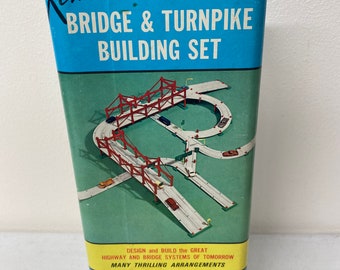 BRIDGE & TURNPIKE
BUILDING SET
DESIGN and BUILD the GREAT
HIGHWAY AND BRIDGE SYSTEMS OF TOMORROW
MANY THRILLING ARRANGEMENTS